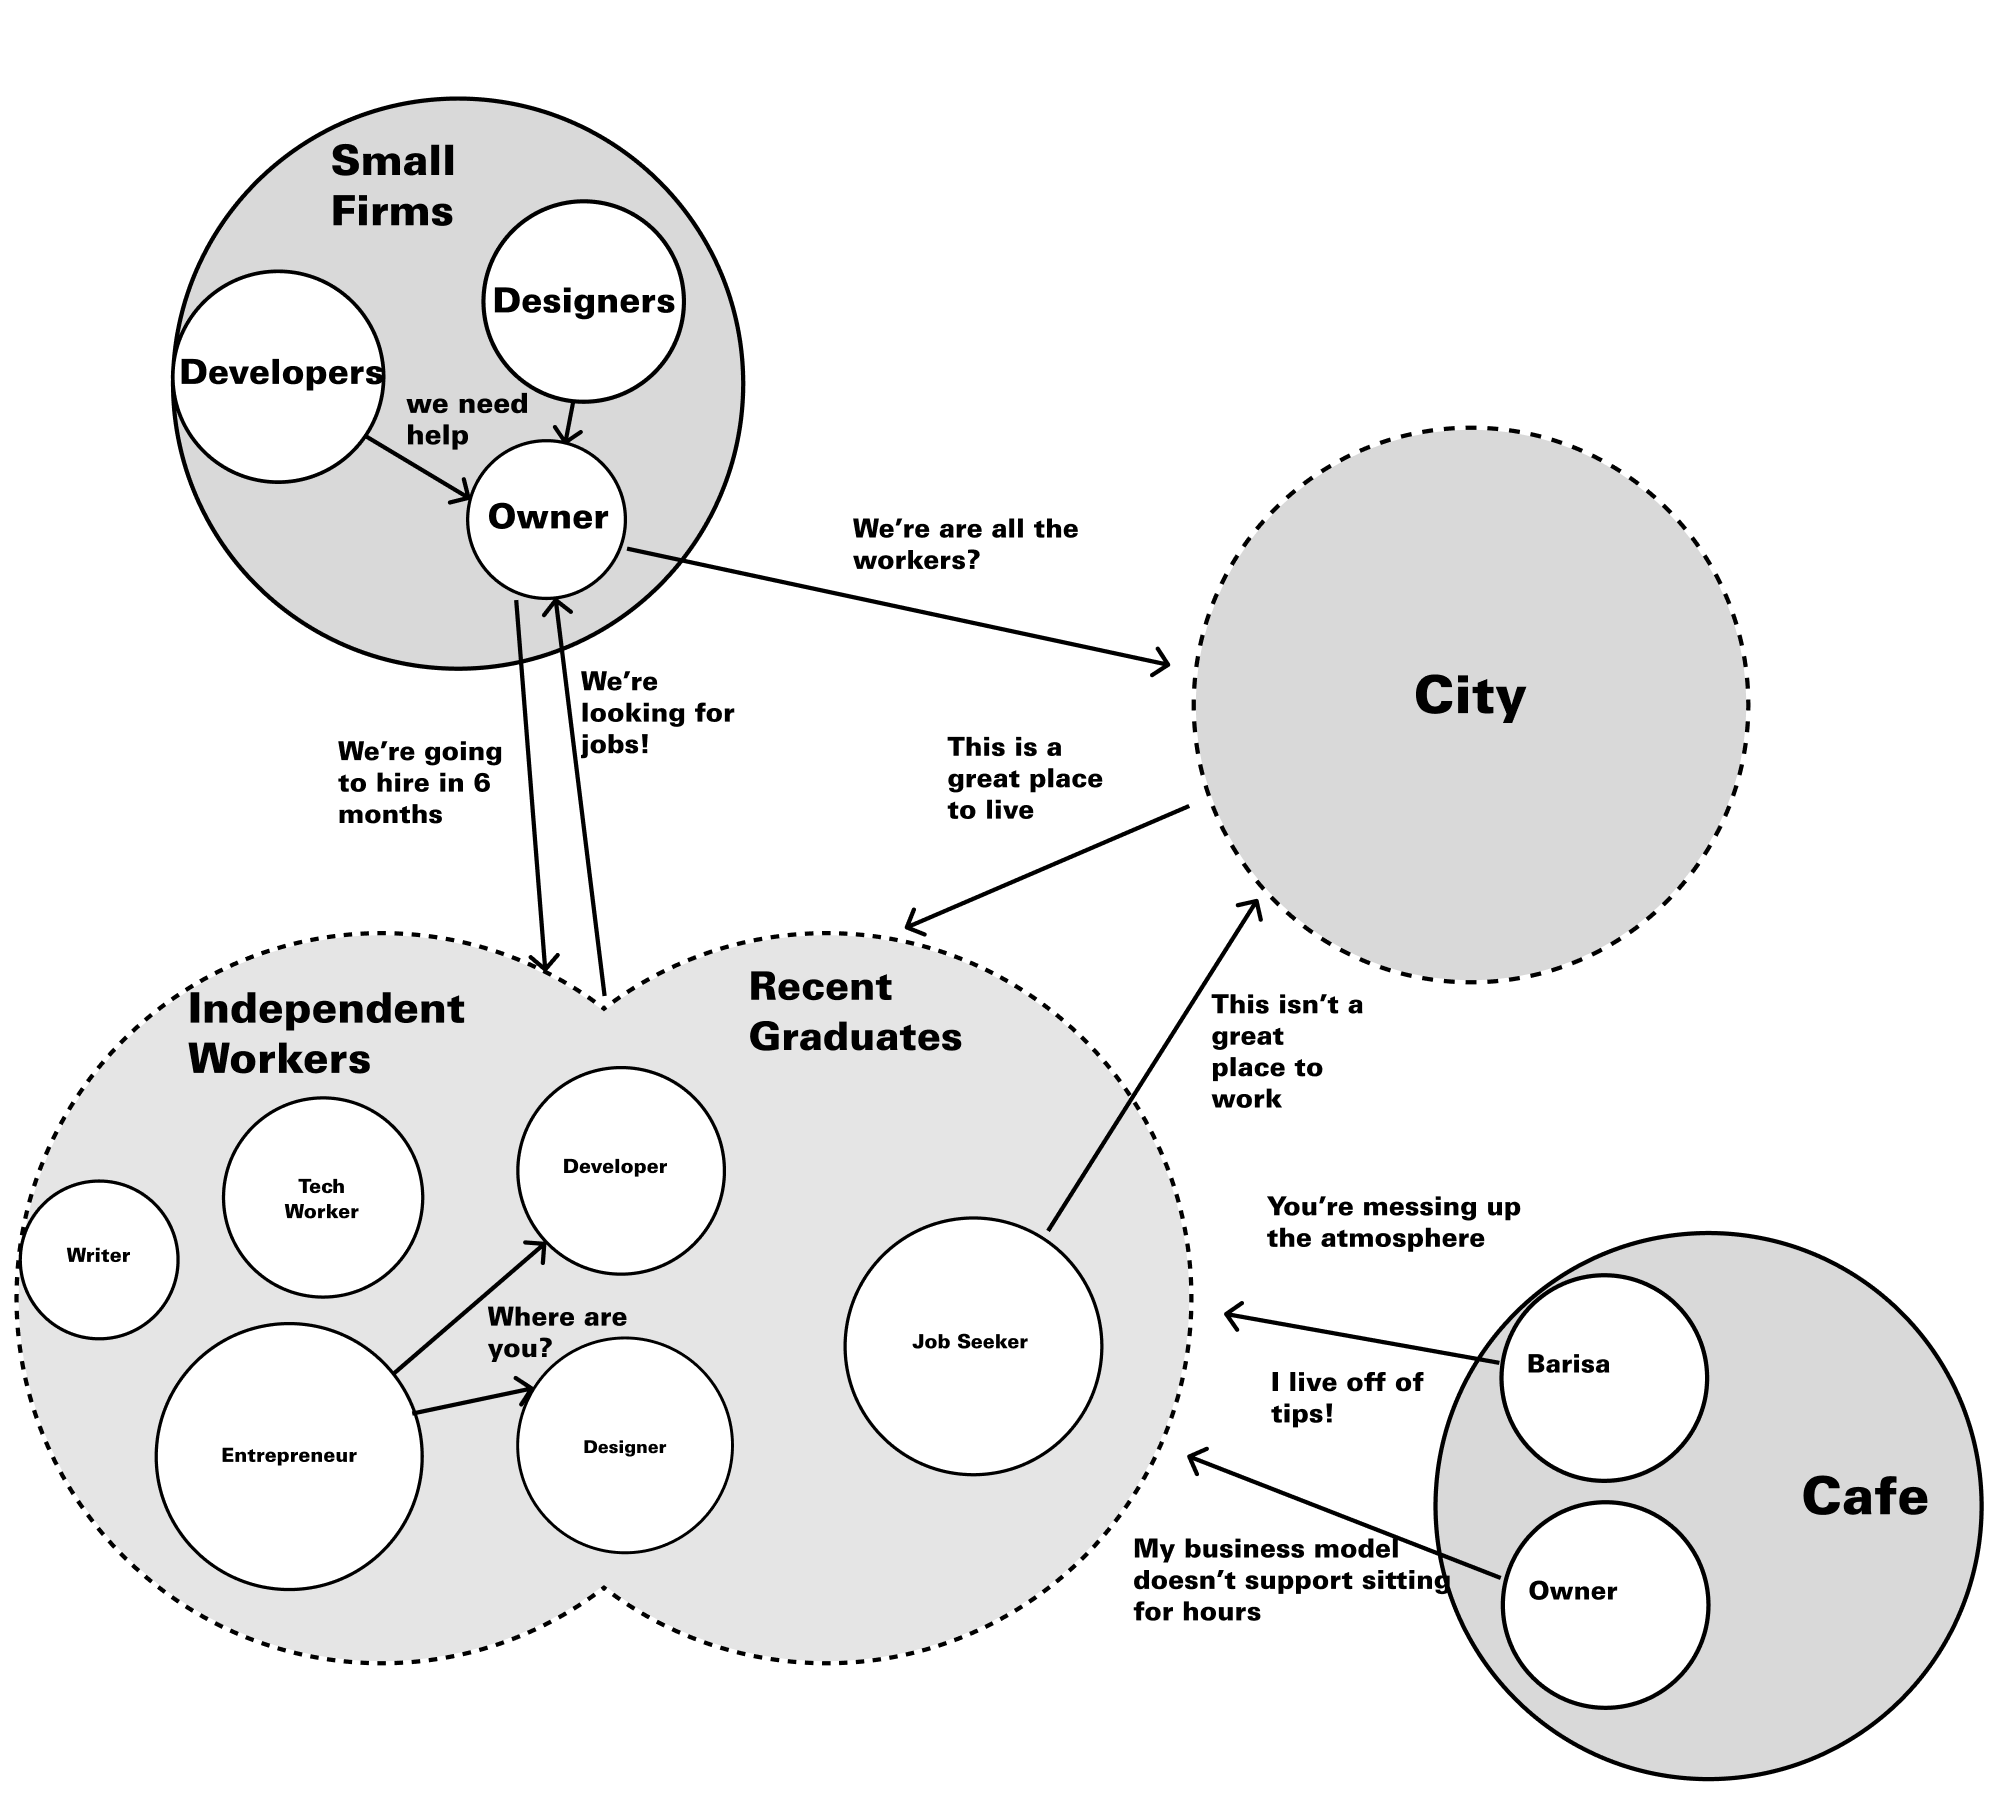 Small
Firms
Designers
Developers
we need
help
Owner
We're are all the
workers?
City
We're
looking for
jobs!
We're going
to hire in 6
months
This is a
great place
to live
Independent
Workers
Recent
Graduates
This isn't a
great
place to
work
Developer
Tech
Worker
Writer
Where are
you?
Job Seeker
Entrepreneur
Designer
You're messing up
the atmosphere
Barisa
I live off of
tips!
Cafe
My business model
doesn't support sitting
for hours
Owner